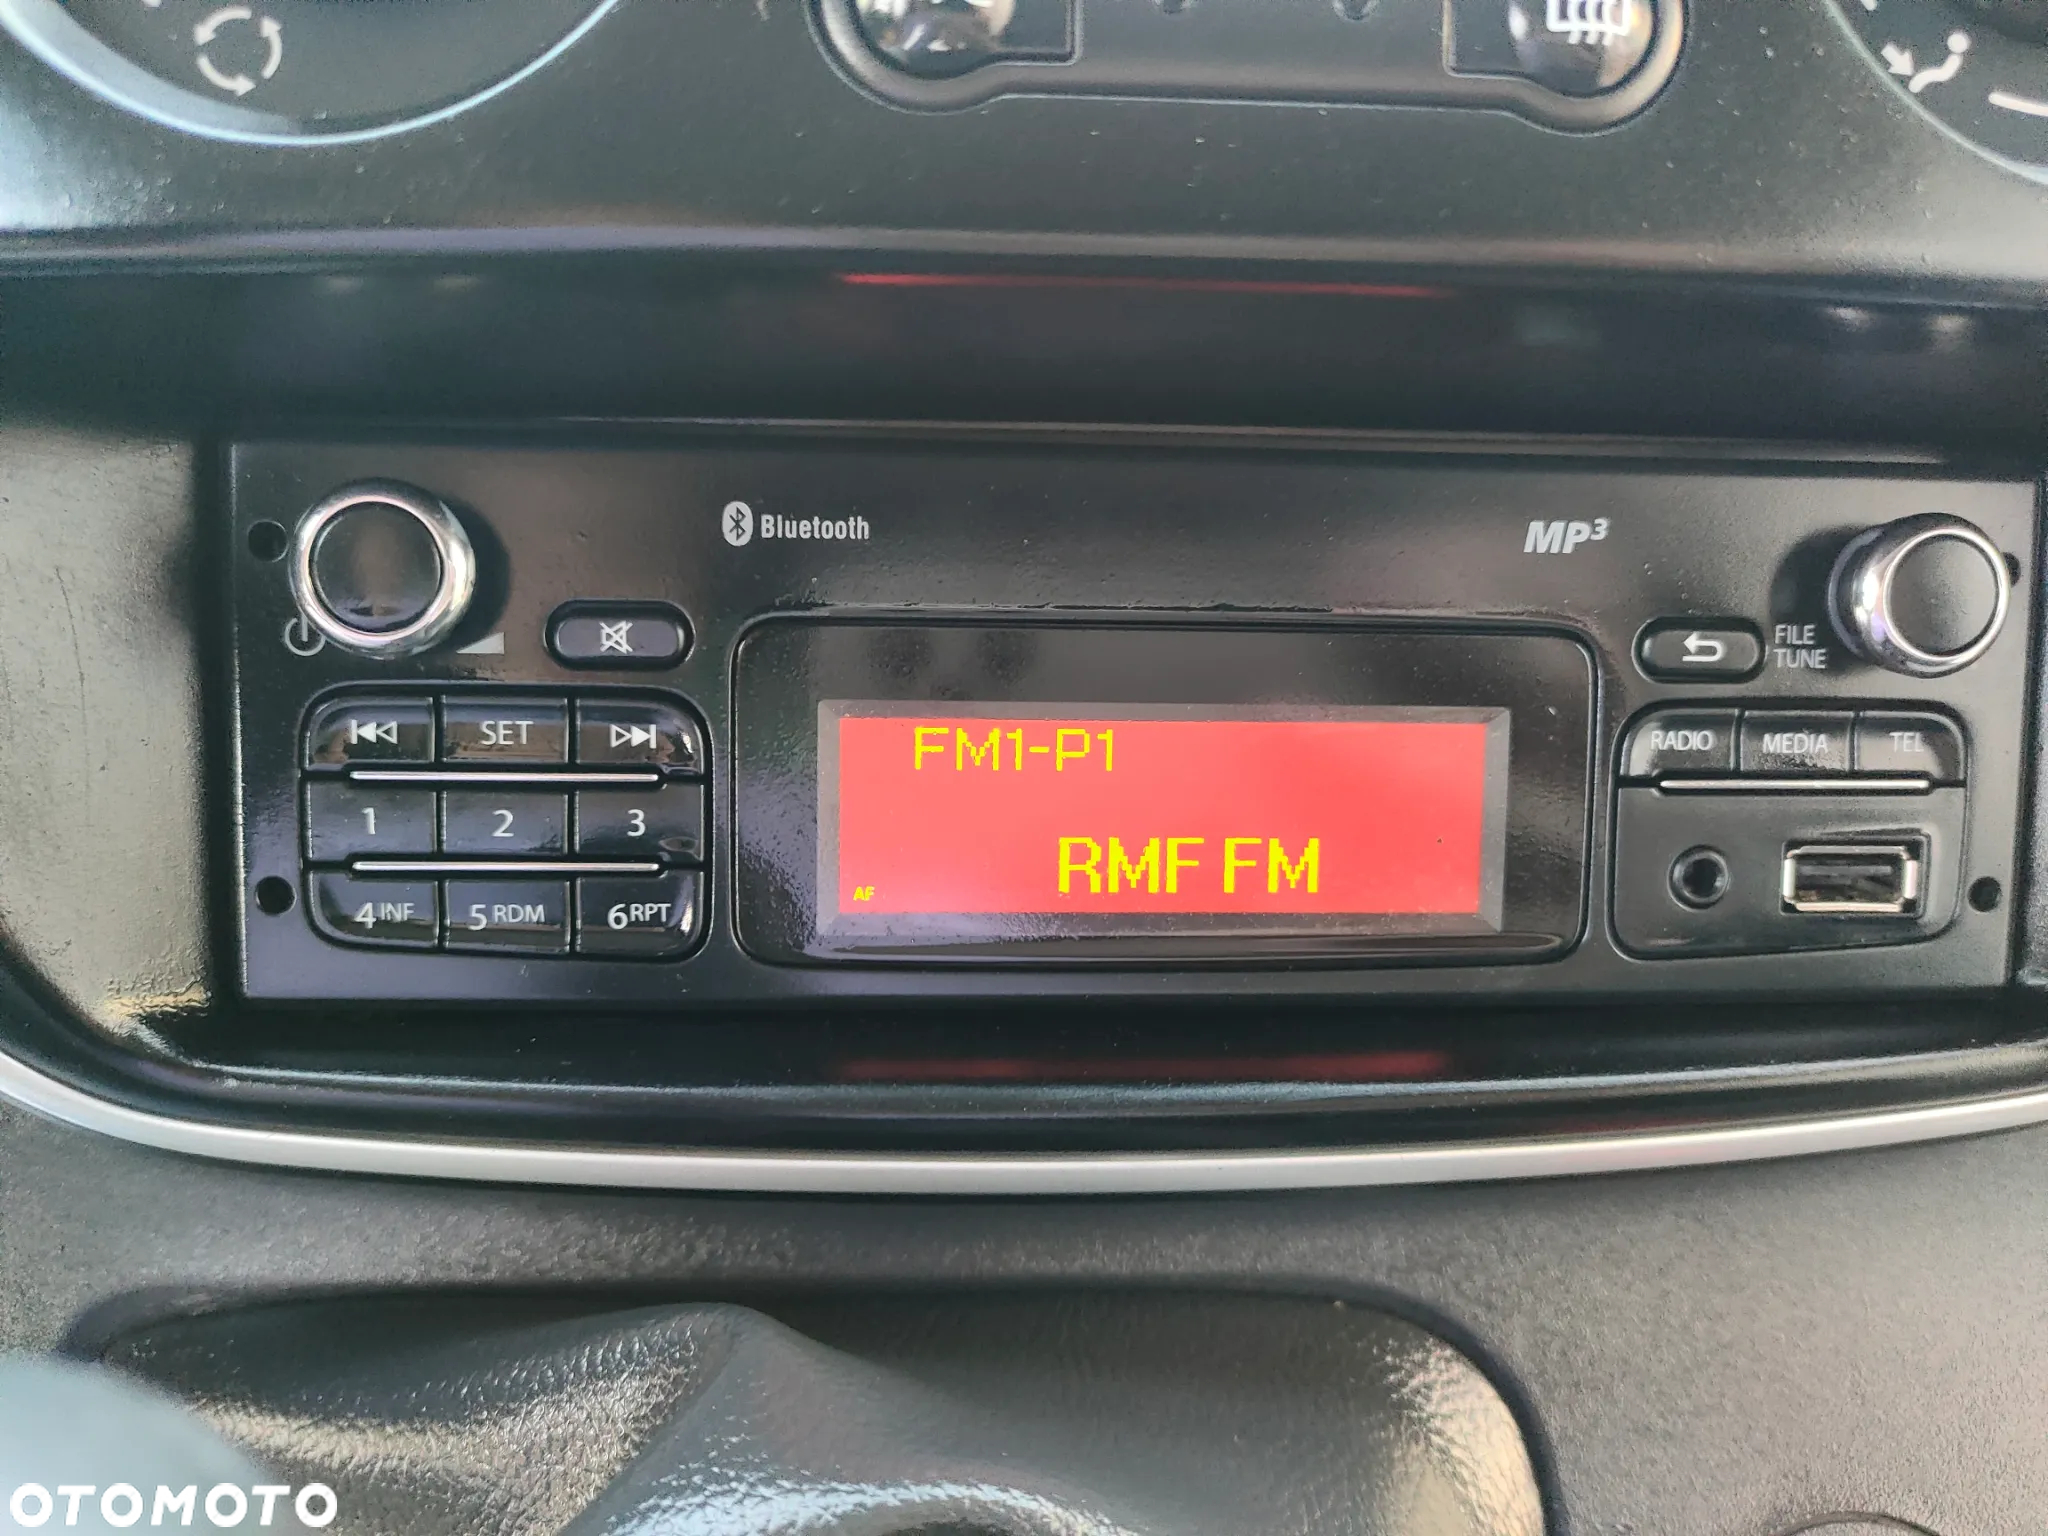 Bluetooth
MP3
FILE
TUNE
SET
RADIO MEDIA TEL
FM1-P1
1 2 3
RMF FM
AF
4 INF 5 RDM 6 RPT
OTOMOTO